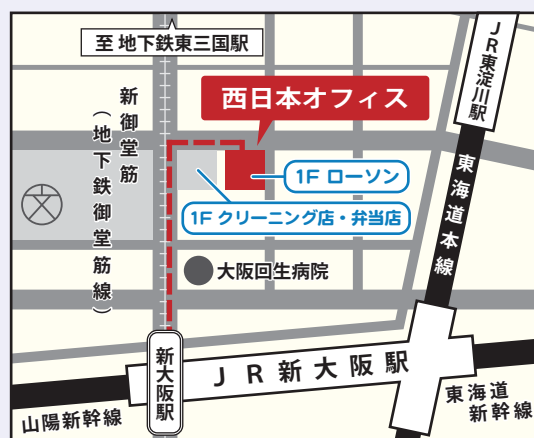 至 地下鉄東三国駅
JR東淀川駅
新御堂筋
（地下鉄御堂筋線）
西日本オフィス
1F ローソン
1F クリーニング店・弁当店
東海道本線
大阪回生病院
新大阪駅
JR新大阪駅
山陽新幹線
東海道
新幹線